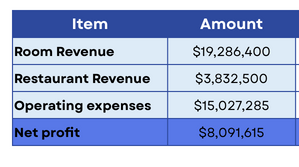 Item Amount
Room Revenue $19,286,400
Restaurant Revenue $3,832,500
Operating expenses $15,027,285
Net profit $8,091,615